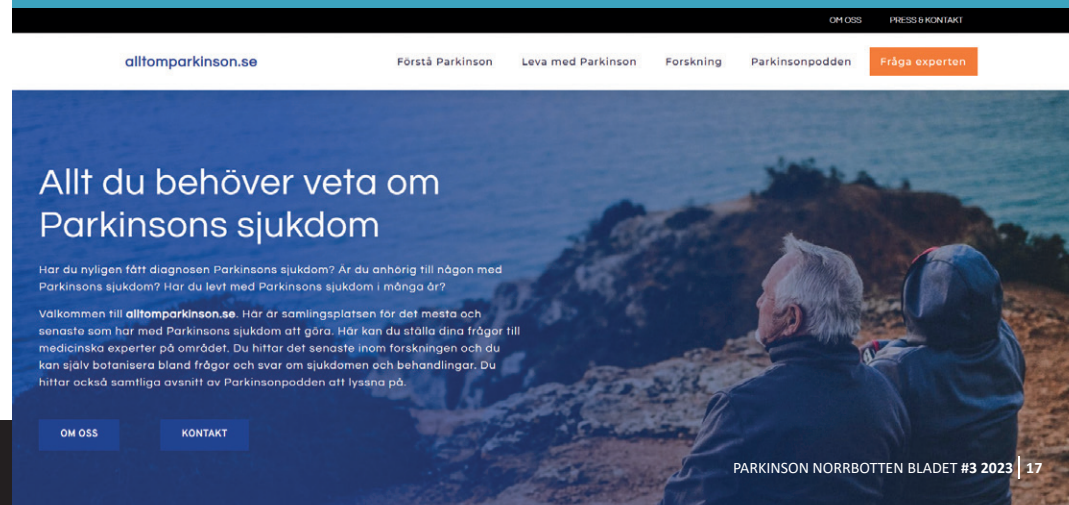 OM OSS PRESS & KONTAKT
alltomparkinson.se Förstå Parkinson Leva med Parkinson Forskning Parkinsonpodden Fråga experten
Allt du behöver veta om
Parkinsons sjukdom
Har du nyligen fått diagnosen Parkinsons sjukdom? Är du anhörig till någon med
Parkinsons sjukdom? Har du levt med Parkinsons sjukdom i många år?
Välkommen till alltomparkinson.se. Här är samlingsplatsen för det mesta och
senaste som har med Parkinsons sjukdom att göra. Här kan du ställa dina frågor till
medicinska experter på området. Du hittar det senaste inom forskningen och du
kan själv botanisera bland frågor och svar om sjukdomen och behandlingar. Du
hittar också samtliga avsnitt av Parkinsonpodden att lyssna på.
OM OSS KONTAKT
PARKINSON NORRBOTTEN BLADET #3 2023 | 17